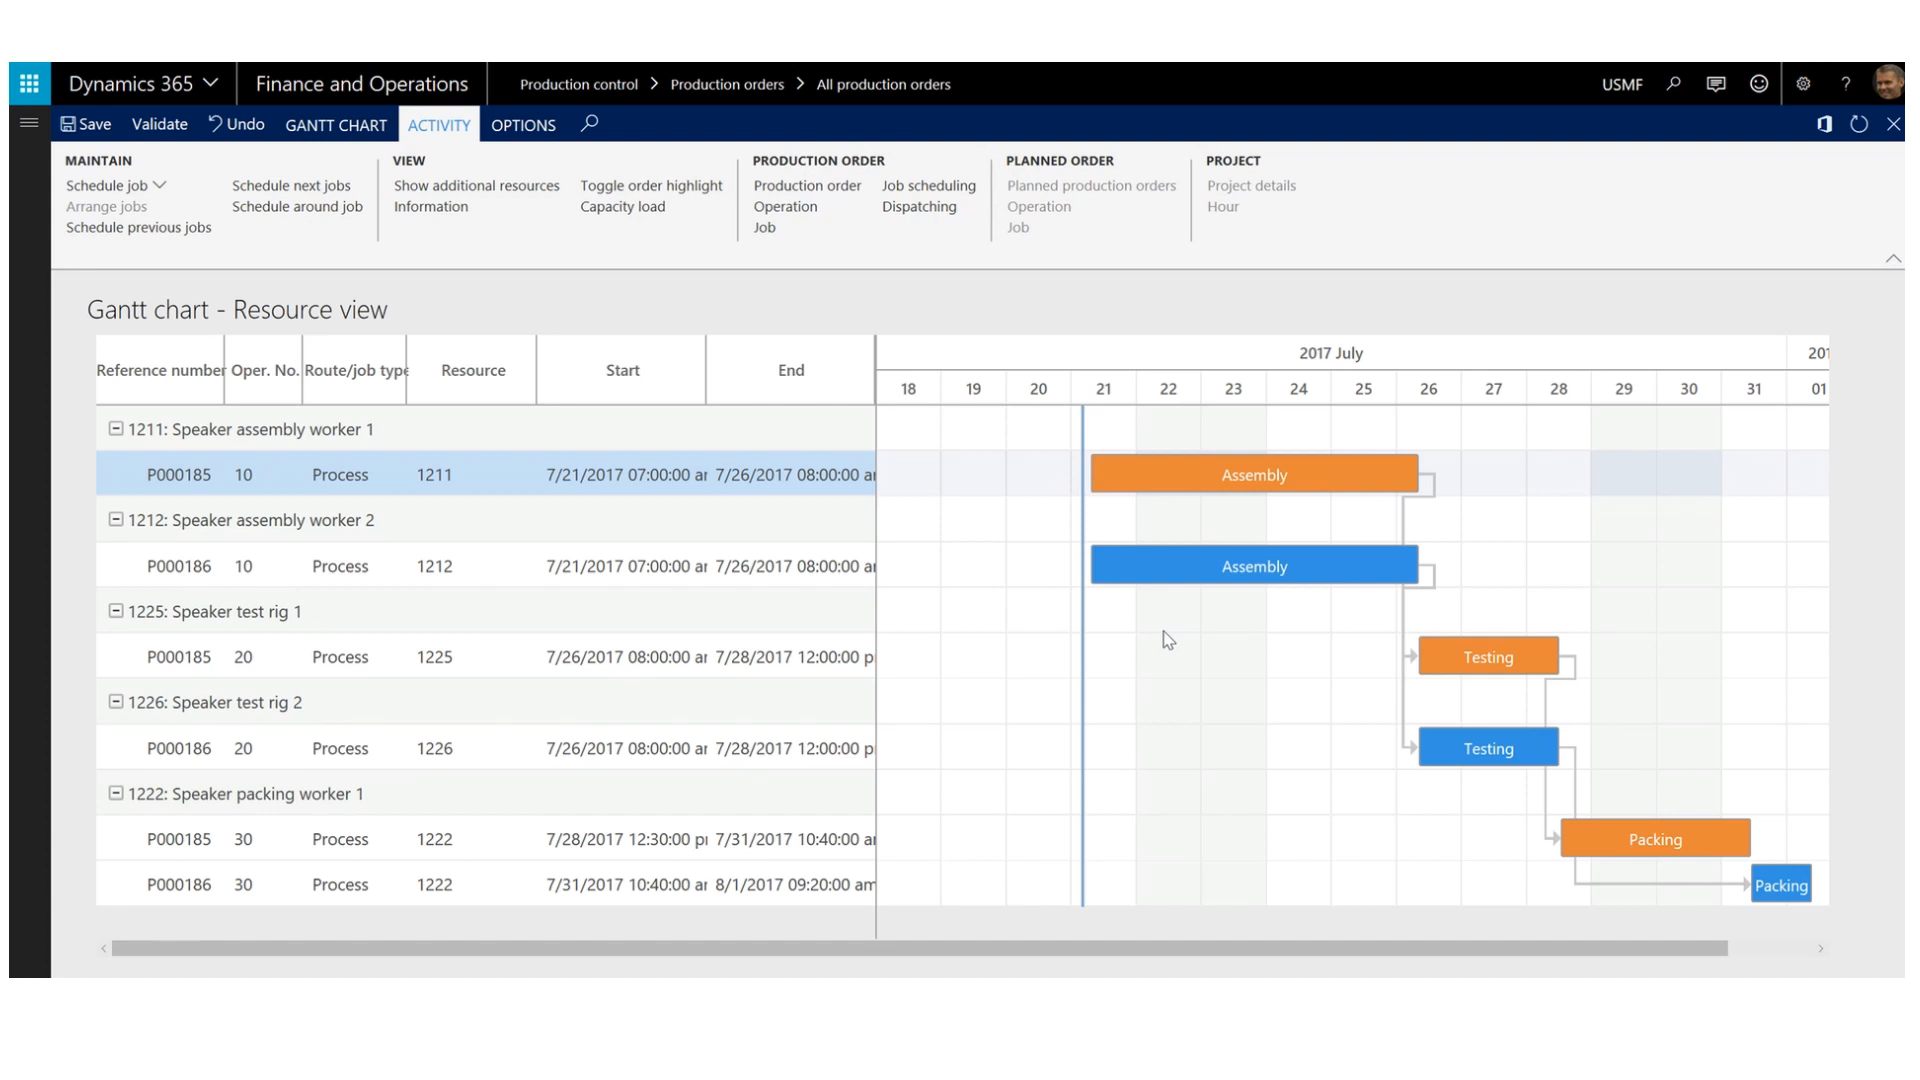 Dynamics 365 Finance and Operations Production control > Production orders > All production orders USMF ?
Save Validate Undo GANTT CHART ACTIVITY OPTIONS
MAINTAIN VIEW PRODUCTION ORDER PLANNED ORDER PROJECT
Schedule job Schedule next jobs Show additional resources Toggle order highlight Production order Job scheduling Planned production orders Project details
Arrange jobs Schedule around job Information Capacity load Operation Dispatching Operation Hour
Schedule previous jobs Job Job
Gantt chart - Resource view
2017 July 201
Reference number Oper. No. Route/job type Resource Start End
18 19 20 21 22 23 24 25 26 27 28 29 30 31 01
1211: Speaker assembly worker 1
P000185 10 Process 1211 7/21/2017 07:00:00 ar 7/26/2017 08:00:00 ar Assembly
1212: Speaker assembly worker 2
P000186 10 Process 1212 7/21/2017 07:00:00 ar 7/26/2017 08:00:00 ar Assembly
1225: Speaker test rig 1
P000185 20 Process 1225 7/26/2017 08:00:00 ar 7/28/2017 12:00:00 p Testing
1226: Speaker test rig 2
P000186 20 Process 1226 7/26/2017 08:00:00 ar 7/28/2017 12:00:00 p Testing
1222: Speaker packing worker 1
P000185 30 Process 1222 7/28/2017 12:30:00 pi 7/31/2017 10:40:00 ar Packing
P000186 30 Process 1222 7/31/2017 10:40:00 ar 8/1/2017 09:20:00 am Packing